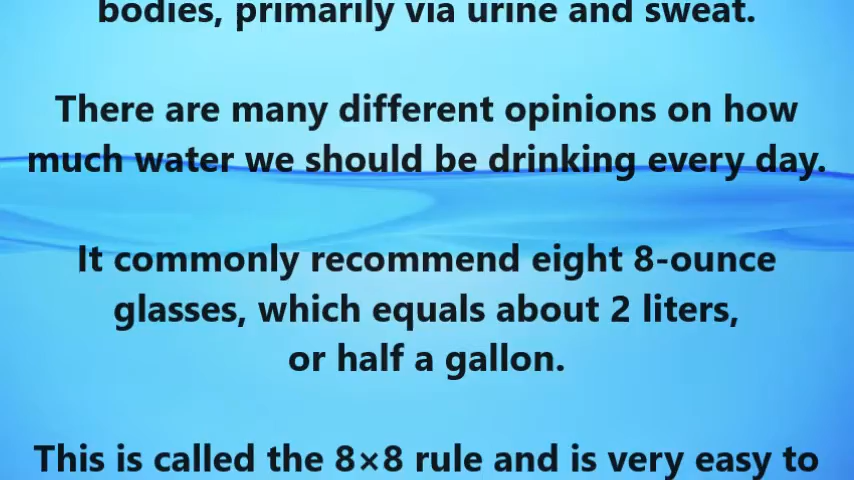 bodies, primarily via urine and sweat.
There are many different opinions on how
much water we should be drinking every day.
It commonly recommend eight 8-ounce
glasses, which equals about 2 liters,
or half a gallon.
This is called the 8×8 rule and is very easy to